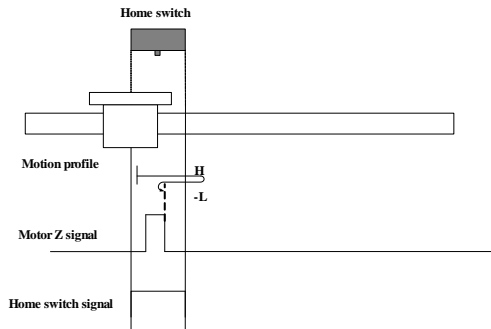 Home switch
Motion profile
H
-L
Motor Z signal
Home switch signal